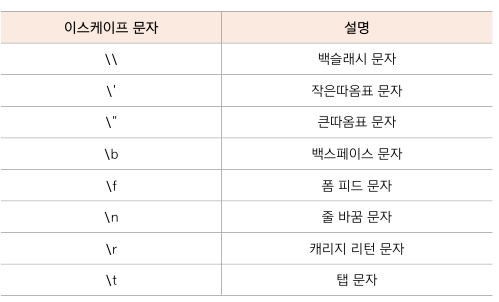 이스케이프 문자 설명
\\ 백슬래시 문자
\' 작은따옴표 문자
\" 큰따옴표 문자
\b 백스페이스 문자
\f 폼 피드 문자
\n 줄 바꿈 문자
\r 캐리지 리턴 문자
\t 탭 문자